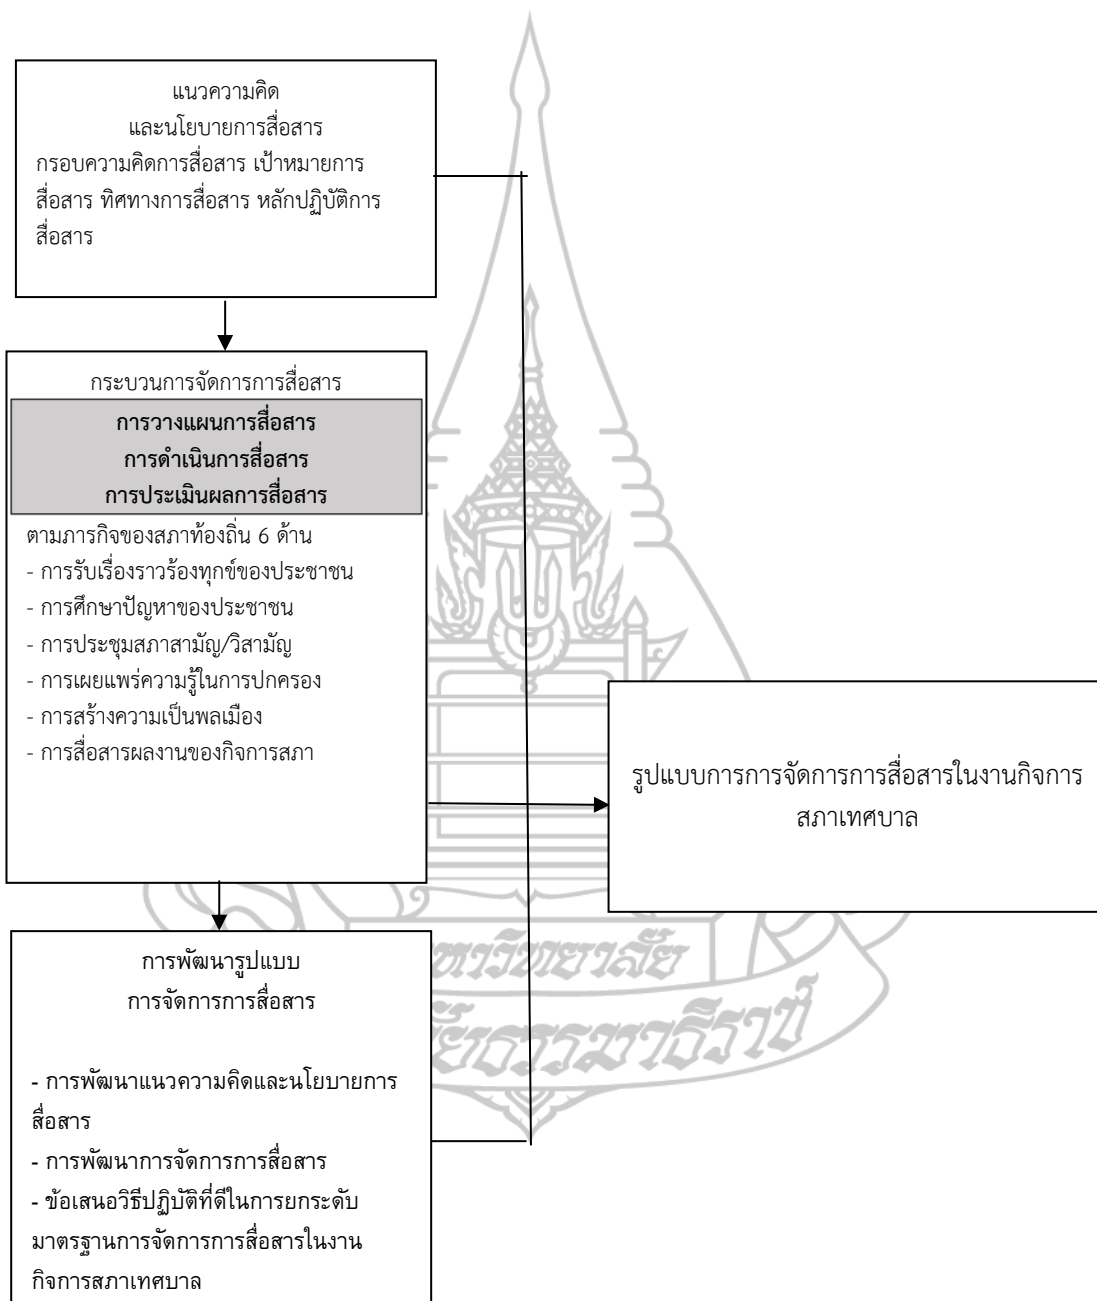 แนวความคิด
และนโยบายการสื่อสาร
กรอบความคิดการสื่อสาร เป้าหมายการ
สื่อสาร ทิศทางการสื่อสาร หลักปฏิบัติการ
สื่อสาร
กระบวนการจัดการการสื่อสาร
การวางแผนการสื่อสาร
การดำเนินการสื่อสาร
การประเมินผลการสื่อสาร
ตามภารกิจของสภาท้องถิ่น 6 ด้าน
- การรับเรื่องราวร้องทุกข์ของประชาชน
- การศึกษาปัญหาของประชาชน
- การประชุมสภาสามัญ/วิสามัญ
- การเผยแพร่ความรู้ในการปกครอง
- การสร้างความเป็นพลเมือง
- การสื่อสารผลงานของกิจการสภา
รูปแบบการการจัดการการสื่อสารในงานกิจการ
สภาเทศบาล
การพัฒนารูปแบบ
การจัดการการสื่อสาร
- การพัฒนาแนวความคิดและนโยบายการ
สื่อสาร
- การพัฒนาการจัดการการสื่อสาร
- ข้อเสนอวิธีปฏิบัติที่ดีในการยกระดับ
มาตรฐานการจัดการการสื่อสารในงาน
กิจการสภาเทศบาล